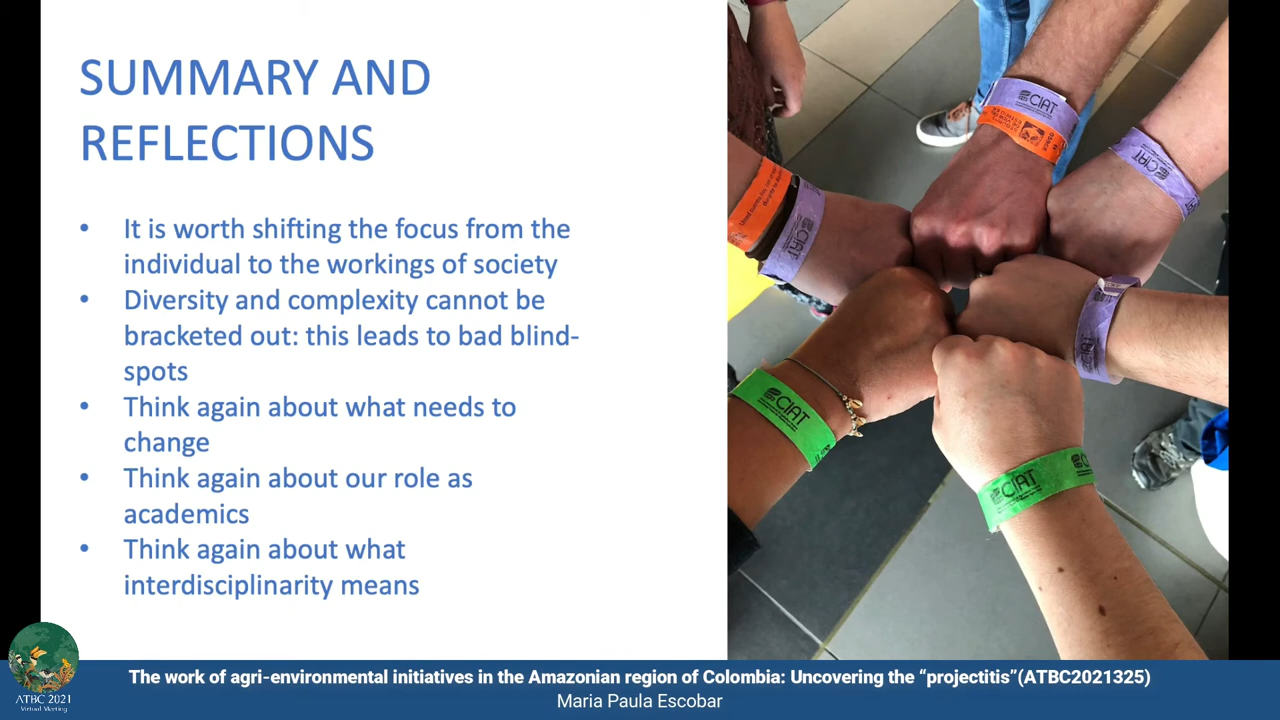 SUMMARY AND
REFLECTIONS
• It is worth shifting the focus from the
individual to the workings of society
• Diversity and complexity cannot be
bracketed out: this leads to bad blind-
spots
• Think again about what needs to
change
• Think again about our role as
academics
• Think again about what
interdisciplinarity means
CIAT
CIAT
CIAT
CIAT
CIAT
ATBC 2021
Virtual Meeting
The work of agri-environmental initiatives in the Amazonian region of Colombia: Uncovering the “projectitis”(ATBC2021325)
Maria Paula Escobar